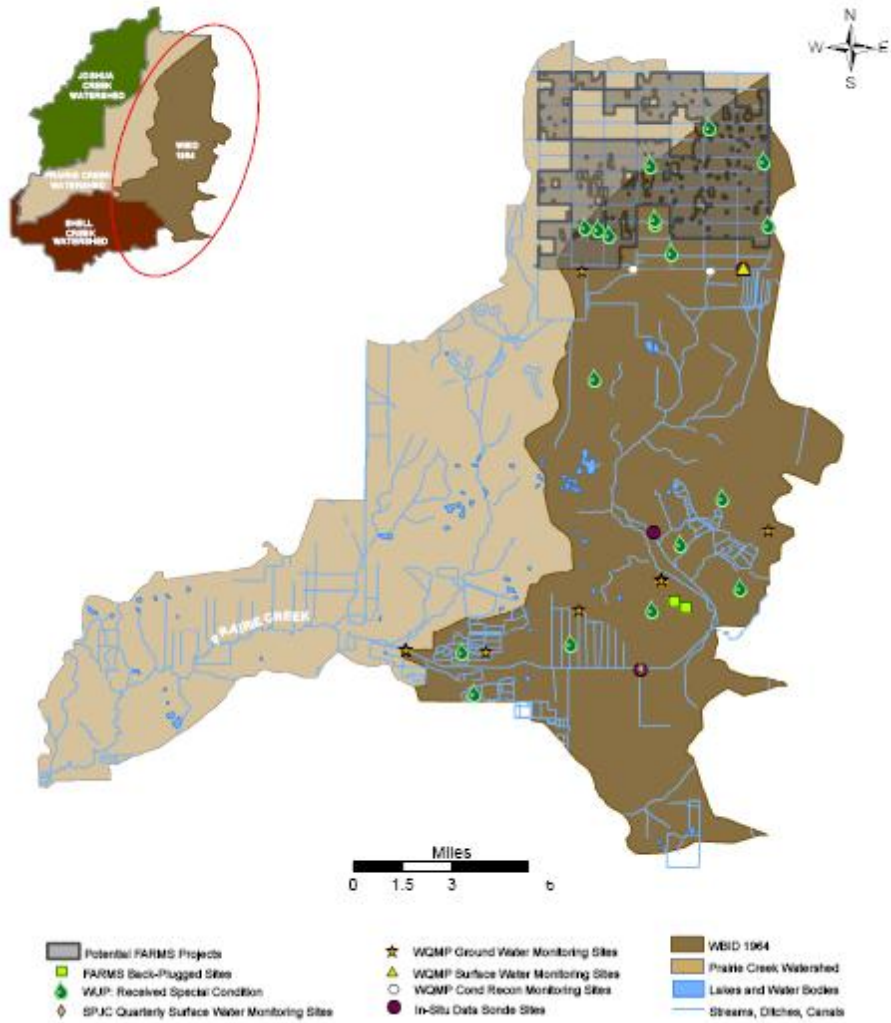 N
W E
S
JOSHUA
CREEK
WATERSHED
WBID
1964
PRAIRIE CREEK
WATERSHED
SHELL
CREEK
WATERSHED
PRAIRIE CREEK
Miles
0 1.5 3 6
Potential FARMS Projects
FARMS Back-Plugged Sites
WUP: Received Special Condition
SPJC Quarterly Surface Water Monitoring Sites
WQMP Ground Water Monitoring Sites
WQMP Surface Water Monitoring Sites
WQMP Cond Recon Monitoring Sites
In-Situ Data Sonde Sites
WBID 1964
Prairie Creek Watershed
Lakes and Water Bodies
Streams, Ditches, Canals